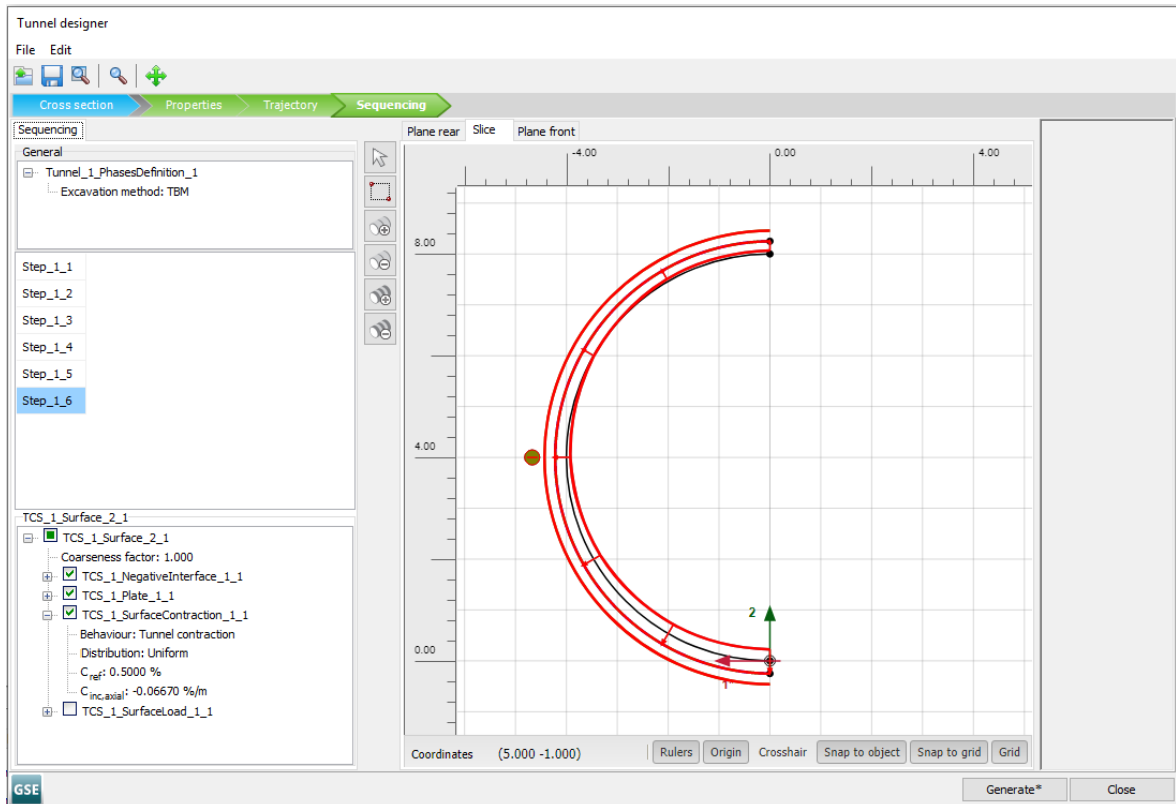 Tunnel designer
File Edit
Cross section Properties Trajectory Sequencing
Sequencing
General
Tunnel_1_PhasesDefinition_1
Excavation method: TBM
Step_1_1
Step_1_2
Step_1_3
Step_1_4
Step_1_5
Step_1_6
TCS_1_Surface_2_1
TCS_1_Surface_2_1
Coarseness factor: 1.000
TCS_1_NegativeInterface_1_1
TCS_1_Plate_1_1
TCS_1_SurfaceContraction_1_1
Behaviour: Tunnel contraction
Distribution: Uniform
Cref: 0.5000 %
Cinc,axial: -0.06670 %/m
TCS_1_SurfaceLoad_1_1
Plane rear Slice Plane front
-4.00 0.00 4.00
8.00
4.00
0.00
2
1
Coordinates (5.000 -1.000) Rulers Origin Crosshair Snap to object Snap to grid Grid
GSE Generate* Close